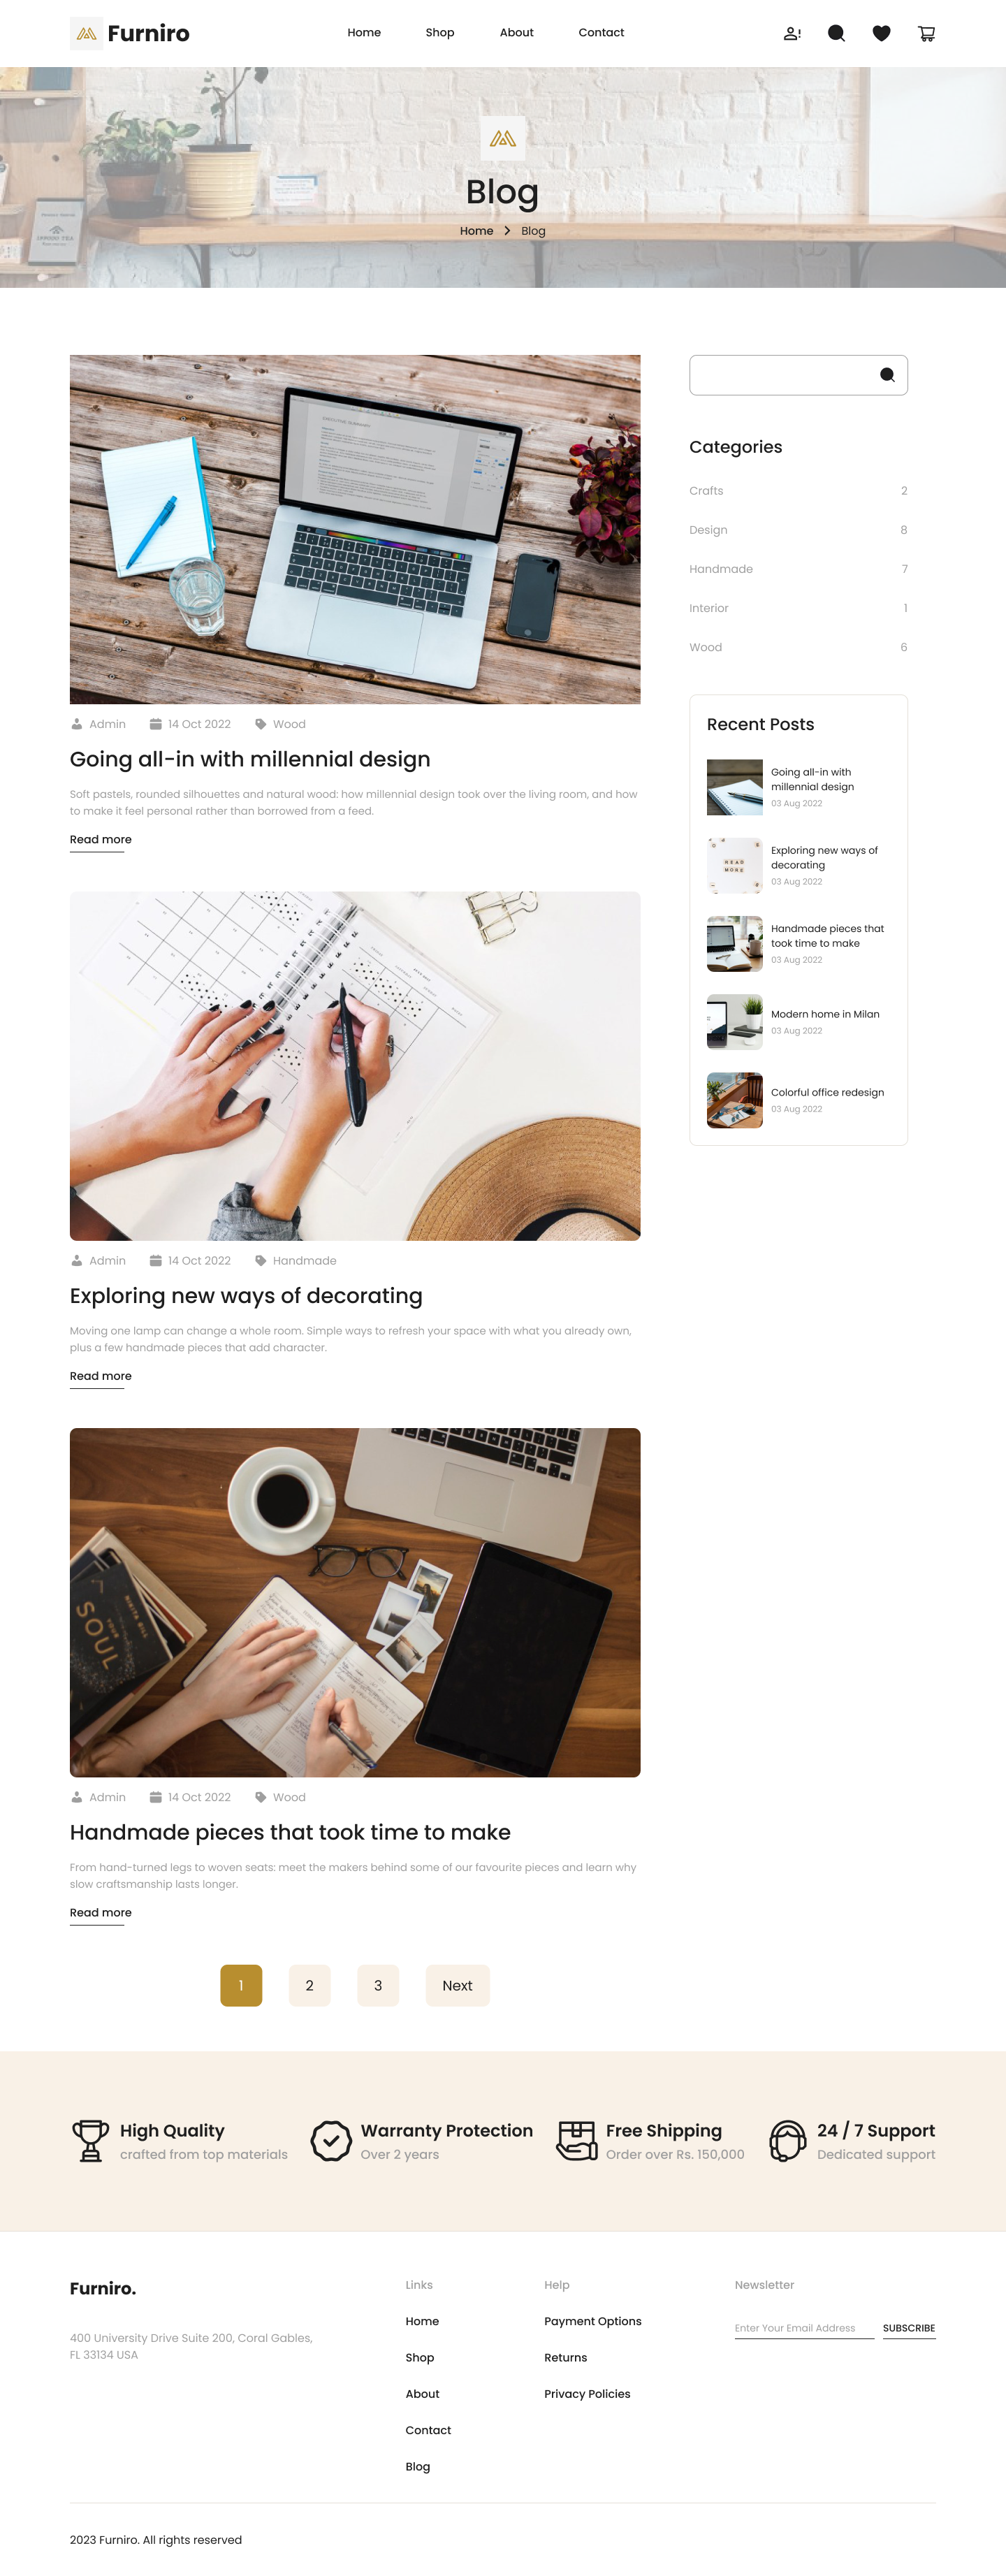 Furniro
Home
Shop
About
Contact
Blog
Home
Blog
EXECUTIVE SUMMARY
Admin
14 Oct 2022
Wood
Going all-in with millennial design
Soft pastels, rounded silhouettes and natural wood: how millennial design took over the living room, and how
to make it feel personal rather than borrowed from a feed.
Read more
Admin
14 Oct 2022
Handmade
Exploring new ways of decorating
Moving one lamp can change a whole room. Simple ways to refresh your space with what you already own,
plus a few handmade pieces that add character.
Read more
SOUL
YOUR
Admin
14 Oct 2022
Wood
Handmade pieces that took time to make
From hand-turned legs to woven seats: meet the makers behind some of our favourite pieces and learn why
slow craftsmanship lasts longer.
Read more
1
2
3
Next
Categories
Crafts
2
Design
8
Handmade
7
Interior
1
Wood
6
Recent Posts
Going all-in with
millennial design
03 Aug 2022
READ
MORE
Exploring new ways of
decorating
03 Aug 2022
Handmade pieces that
took time to make
03 Aug 2022
Modern home in Milan
03 Aug 2022
Colorful office redesign
03 Aug 2022
High Quality
crafted from top materials
Warranty Protection
Over 2 years
Free Shipping
Order over Rs. 150,000
24 / 7 Support
Dedicated support
Furniro.
400 University Drive Suite 200, Coral Gables,
FL 33134 USA
Links
Home
Shop
About
Contact
Blog
Help
Payment Options
Returns
Privacy Policies
Newsletter
Enter Your Email Address
SUBSCRIBE
2023 Furniro. All rights reserved